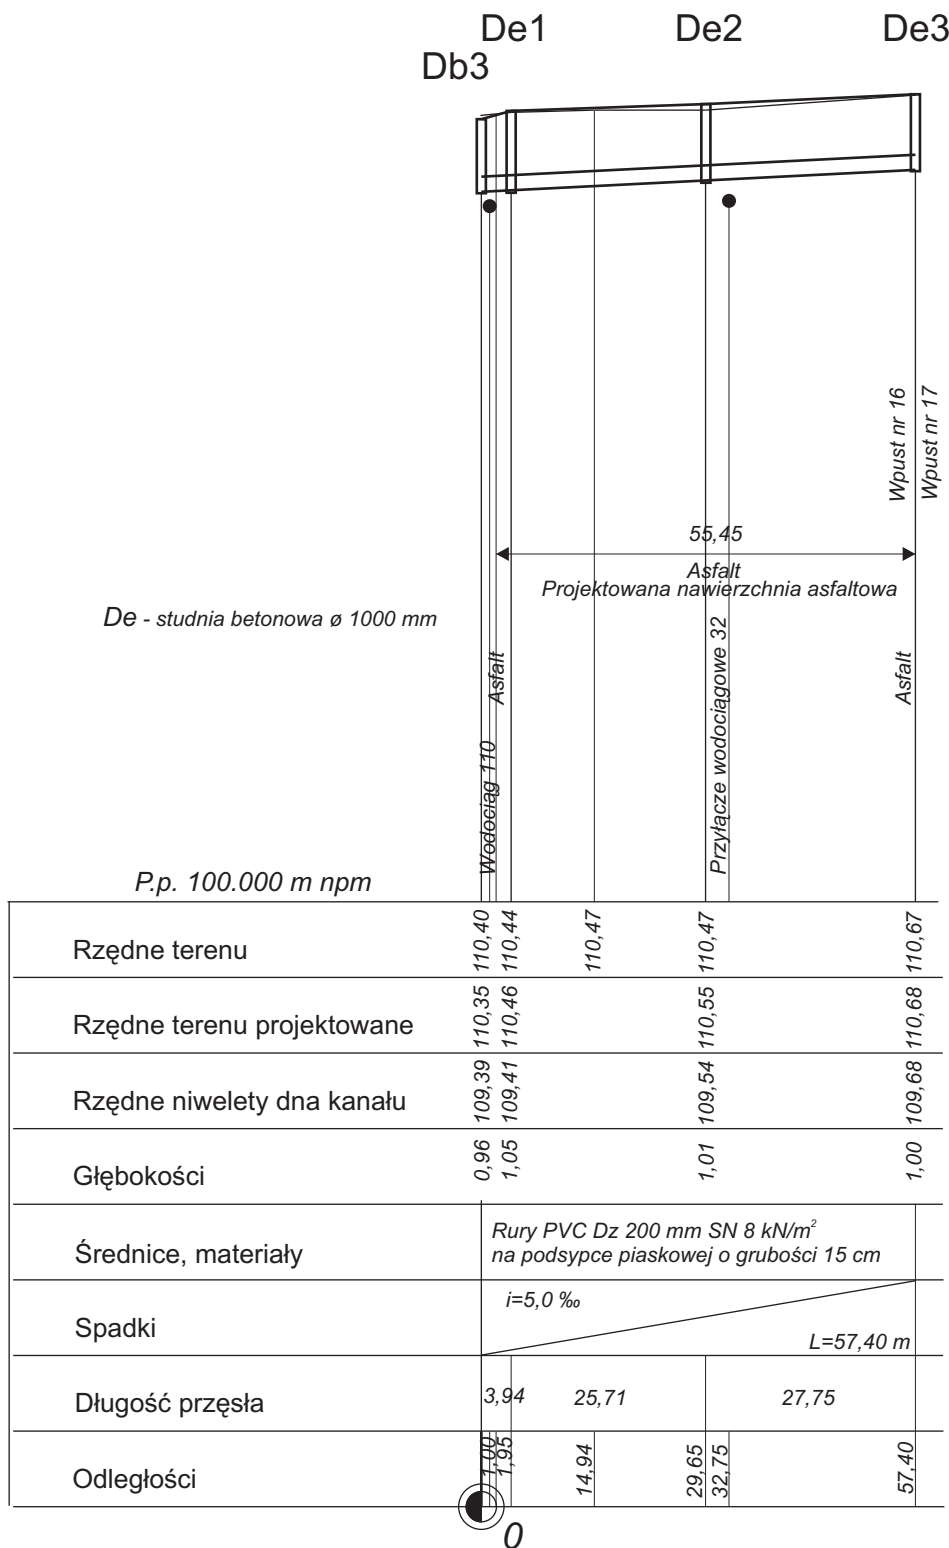 De1
De2
De3
Db3
Wpust nr 16
Wpust nr 17
55,45
Asfalt
Projektowana nawierzchnia asfaltowa
De - studnia betonowa ø 1000 mm
Wodociąg 110
Asfalt
Przyłącze wodociągowe 32
Asfalt
P.p. 100.000 m npm
Rzędne terenu
110,40
110,44
110,47
110,47
110,67
Rzędne terenu projektowane
110,35
110,46
110,55
110,68
Rzędne niwelety dna kanału
109,39
109,41
109,54
109,68
Głębokości
0,96
1,05
1,01
1,00
Średnice, materiały
Rury PVC Dz 200 mm SN 8 kN/m²
na podsypce piaskowej o grubości 15 cm
Spadki
i=5,0 ‰
L=57,40 m
Długość przęsła
3,94
25,71
27,75
Odległości
1,00
1,95
14,94
29,65
32,75
57,40
0